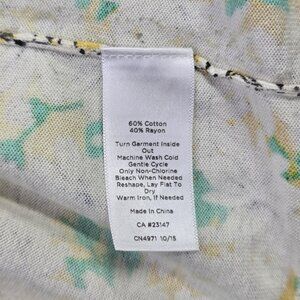 60% Cotton
40% Rayon
Turn Garment Inside
Out
Machine Wash Cold
Gentle Cycle
Only Non-Chlorine
Bleach When Needed
Reshape, Lay Flat To
Dry
Warm Iron, If Needed
Made In China
CA #23147
CN4971 10/15